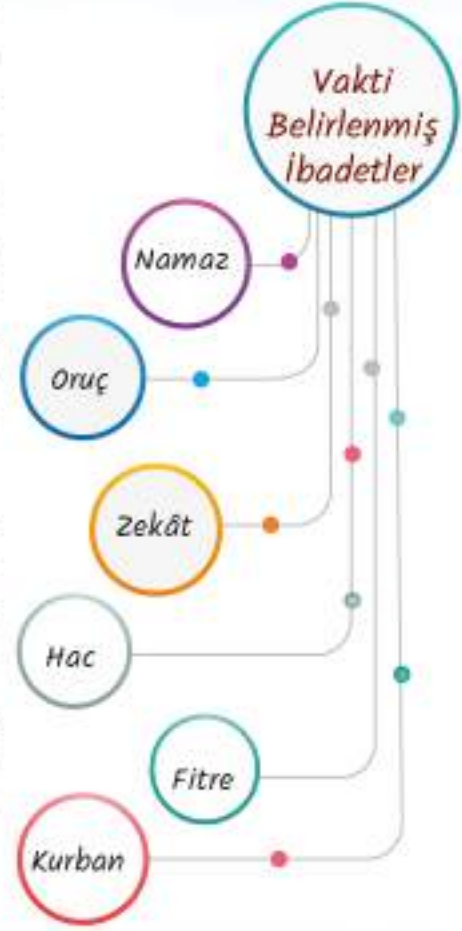 Vakti
Belirlenmiş
İbadetler
Namaz
Oruç
Zekât
Hac
Fitre
Kurban